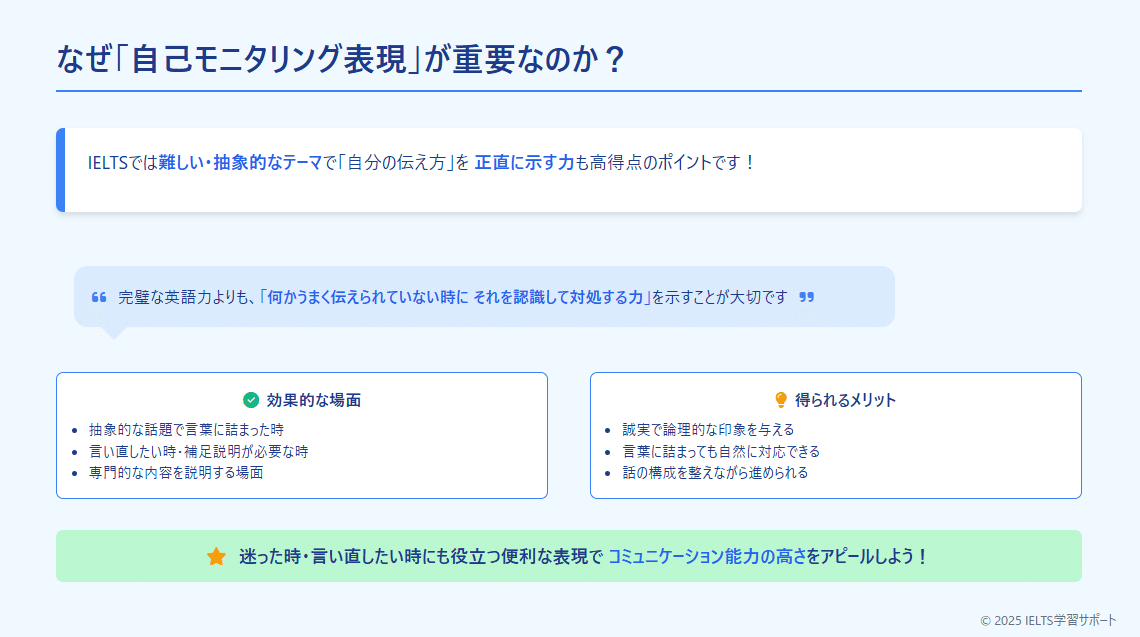 なぜ「自己モニタリング表現」が重要なのか？
IELTSでは難しい・抽象的なテーマで「自分の伝え方」を 正直に示す力も高得点のポイントです！
完璧な英語力よりも、「何かうまく伝えられていない時に それを認識して対処する力」を示すことが大切です
効果的な場面
・抽象的な話題で言葉に詰まった時
・言い直したい時・補足説明が必要な時
・専門的な内容を説明する場面
得られるメリット
・誠実で論理的な印象を与える
・言葉に詰まっても自然に対応できる
・話の構成を整えながら進められる
迷った時・言い直したい時にも役立つ便利な表現で コミュニケーション能力の高さをアピールしよう！
© 2025 IELTS学習サポート